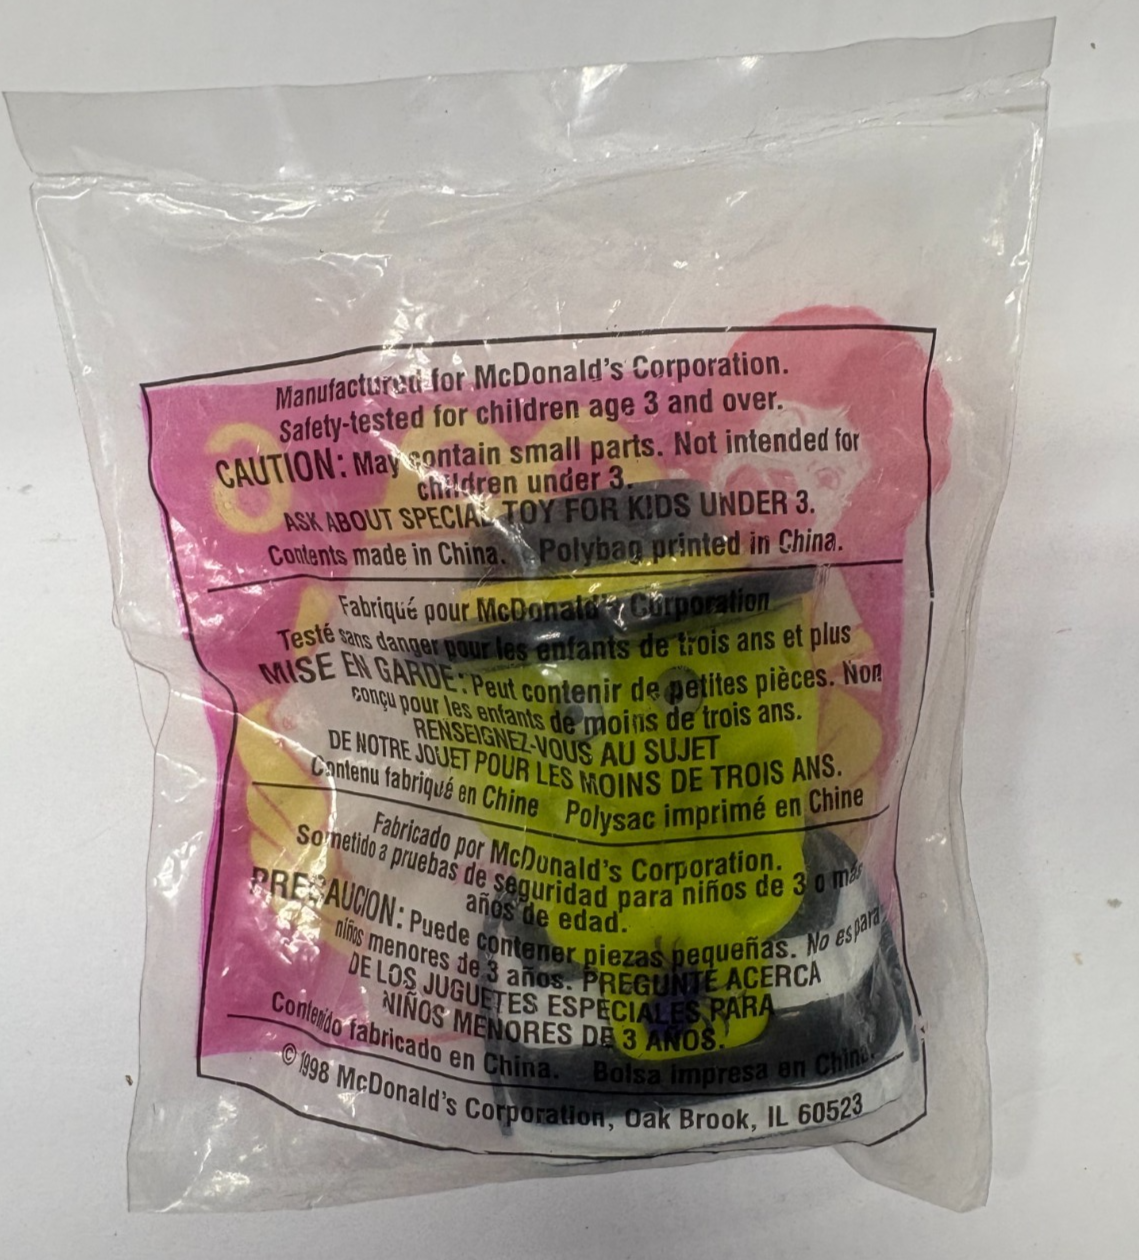 Manufactured for McDonald's Corporation.
Safety-tested for children age 3 and over.
CAUTION: May contain small parts. Not intended for
children under 3.
ASK ABOUT SPECIAL TOY FOR KIDS UNDER 3.
Contents made in China. Polybag printed in China.
Fabriqué pour McDonald's Corporation
Testé sans danger pour les enfants de trois ans et plus
MISE EN GARDE: Peut contenir de petites pièces. Non
conçu pour les enfants de moins de trois ans.
RENSEIGNEZ-VOUS AU SUJET
DE NOTRE JOUET POUR LES MOINS DE TROIS ANS.
Contenu fabriqué en Chine Polysac imprimé en Chine
Fabricado por McDonald's Corporation.
Sometido a pruebas de seguridad para niños de 3 o más
años de edad.
PRECAUCION: Puede contener piezas pequeñas. No es para
niños menores de 3 años. PREGUNTE ACERCA
DE LOS JUGUETES ESPECIALES PARA
NIÑOS MENORES DE 3 AÑOS.
Contenido fabricado en China. Bolsa impresa en China.
© 1998 McDonald's Corporation, Oak Brook, IL 60523